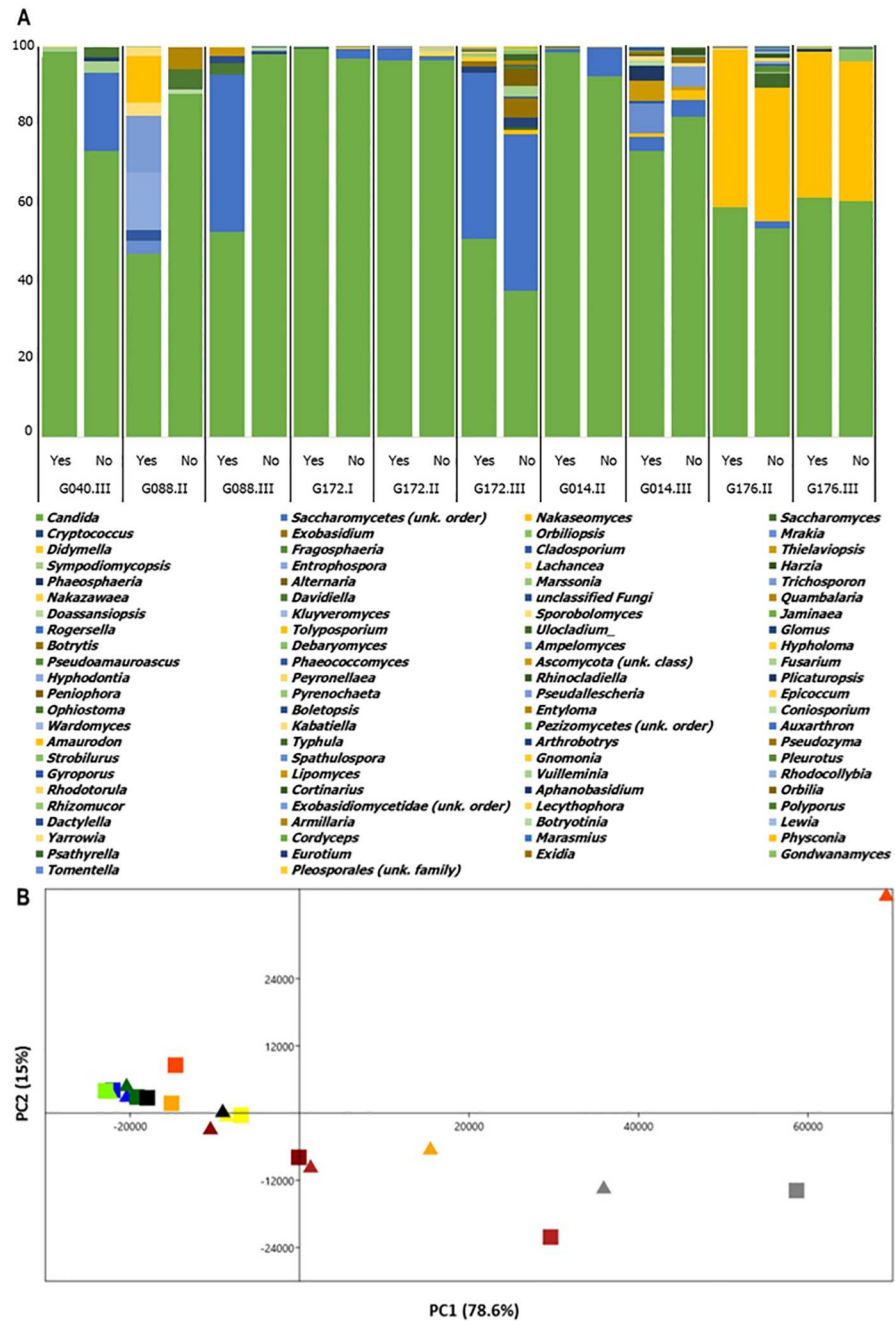 A
100
80
60
40
20
0
Yes No Yes No Yes No Yes No Yes No Yes No Yes No Yes No Yes No Yes No
G040.III G088.II G088.III G172.I G172.II G172.III G014.II G014.III G176.II G176.III
Candida Saccharomycetes (unk. order) Nakaseomyces Saccharomyces
Cryptococcus Exobasidium Orbiliopsis Mrakia
Didymella Fragosphaeria Cladosporium Thielaviopsis
Sympodiomycopsis Entrophospora Lachancea Harzia
Phaeosphaeria Alternaria Marssonia Trichosporon
Nakazawaea Davidiella unclassified Fungi Quambalaria
Doassansiopsis Kluyveromyces Sporobolomyces Jaminaea
Rogersella Tolyposporium Ulocladium_ Glomus
Botrytis Debaryomyces Ampelomyces Hypholoma
Pseudoamauroascus Phaeococcomyces Ascomycota (unk. class) Fusarium
Hyphodontia Peyronellaea Rhinocladiella Plicaturopsis
Peniophora Pyrenochaeta Pseudallescheria Epicoccum
Ophiostoma Boletopsis Entyloma Coniosporium
Wardomyces Kabatiella Pezizomycetes (unk. order) Auxarthron
Amaurodon Typhula Arthrobotrys Pseudozyma
Strobilurus Spathulospora Gnomonia Pleurotus
Gyroporus Lipomyces Vuilleminia Rhodocollybia
Rhodotorula Cortinarius Aphanobasidium Orbilia
Rhizomucor Exobasidiomycetidae (unk. order) Lecythophora Polyporus
Dactylella Armillaria Botryotinia Lewia
Yarrowia Cordyceps Marasmius Physconia
Psathyrella Eurotium Exidia Gondwanamyces
Tomentella Pleosporales (unk. family)
B
24000
12000
-20000 20000 40000 60000
-12000
-24000
PC2 (15%)
PC1 (78.6%)